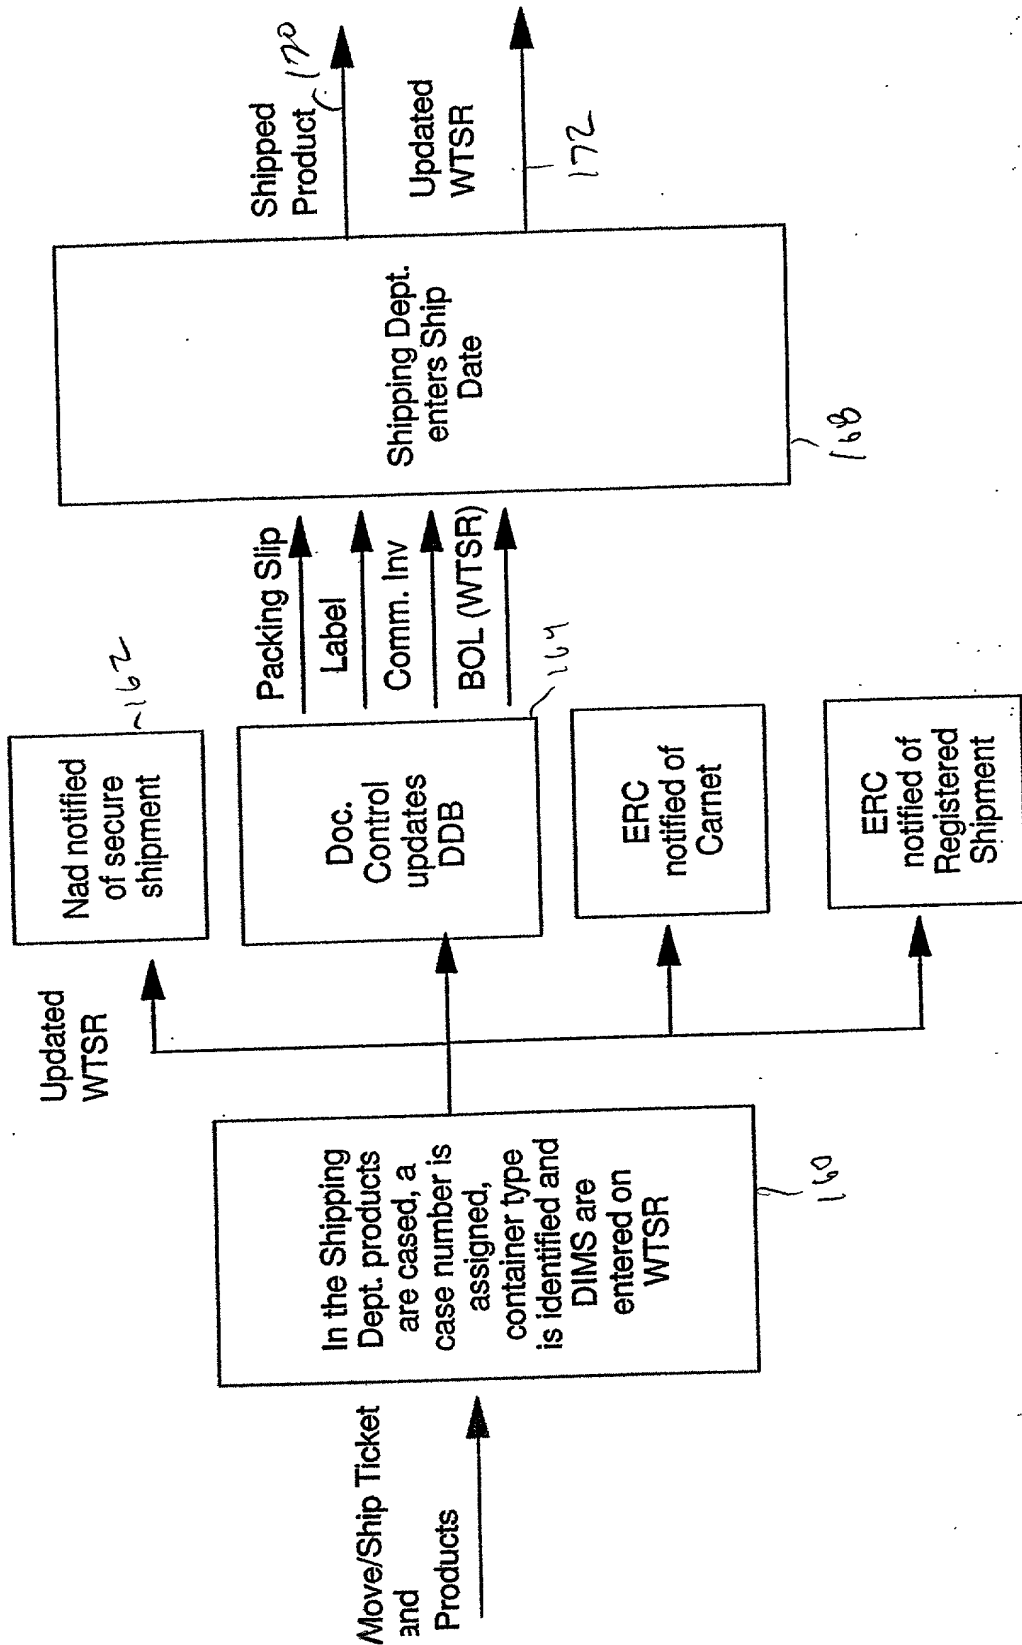 Move/Ship Ticket
and
Products
In the Shipping
Dept. products
are cased, a
case number is
assigned,
container type
is identified and
DIMS are
entered on
WTSR
160
Updated
WTSR
Nad notified
of secure
shipment
162
Doc.
Control
updates
DDB
164
ERC
notified of
Carnet
ERC
notified of
Registered
Shipment
Packing Slip
Label
Comm. Inv
BOL (WTSR)
Shipping Dept.
enters Ship
Date
168
Shipped
Product
170
Updated
WTSR
172